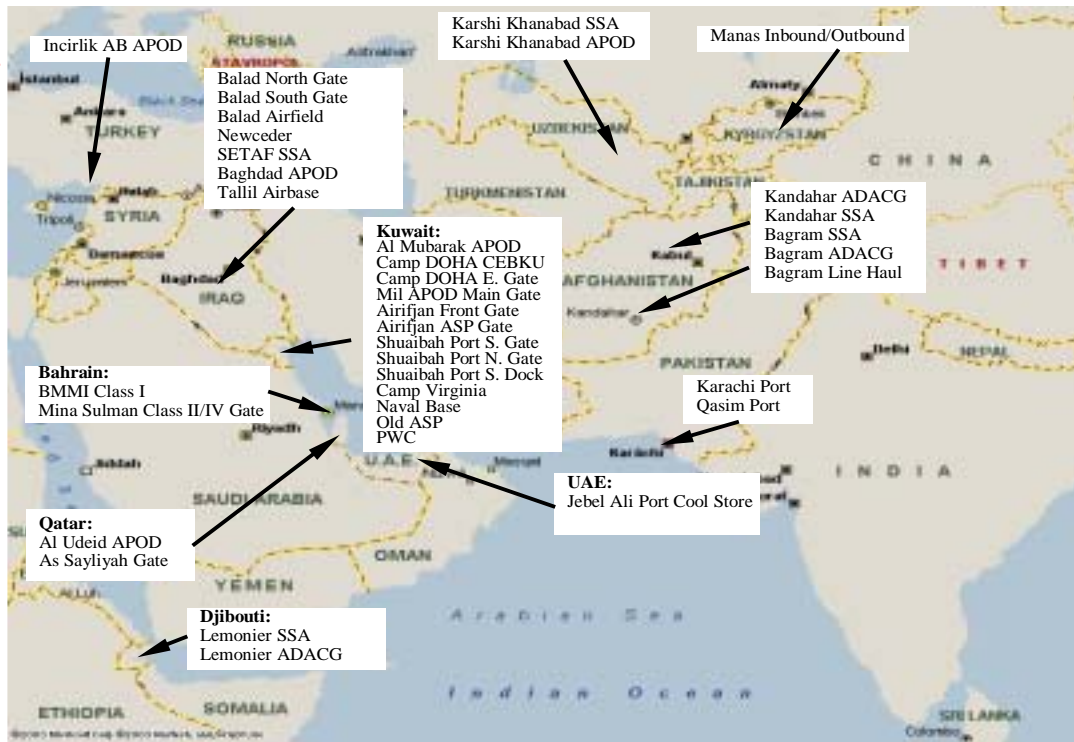 Incirlik AB APOD
Karshi Khanabad SSA
Karshi Khanabad APOD
Manas Inbound/Outbound
Balad North Gate
Balad South Gate
Balad Airfield
Newceder
SETAF SSA
Baghdad APOD
Tallil Airbase
Kandahar ADACG
Kandahar SSA
Bagram SSA
Bagram ADACG
Bagram Line Haul
Kuwait:
Al Mubarak APOD
Camp DOHA CEBKU
Camp DOHA E. Gate
Mil APOD Main Gate
Airifjan Front Gate
Airifjan ASP Gate
Shuaibah Port S. Gate
Shuaibah Port N. Gate
Shuaibah Port S. Dock
Camp Virginia
Naval Base
Old ASP
PWC
Bahrain:
BMMI Class I
Mina Sulman Class II/IV Gate
Karachi Port
Qasim Port
UAE:
Jebel Ali Port Cool Store
Qatar:
Al Udeid APOD
As Sayliyah Gate
Djibouti:
Lemonier SSA
Lemonier ADACG
RUSSIA
STAVROPOL
İstanbul
Ankara
TURKEY
Almaty
UZBEKISTAN
KYRGYZSTAN
CHINA
TURKMENISTAN
TAJIKISTAN
Nicosia
Halab
Tripoli
SYRIA
Damascus
Jerusalem
Baghdad
IRAQ
Kabul
AFGHANISTAN
Kandahar
TIBET
PAKISTAN
Delhi
NEPAL
Riyadh
Jiddah
U.A.E.
Muscat
Karachi
INDIA
SAUDI ARABIA
OMAN
YEMEN
Arabian Sea
Indian Ocean
ETHIOPIA
SOMALIA
SRI LANKA
Colombo